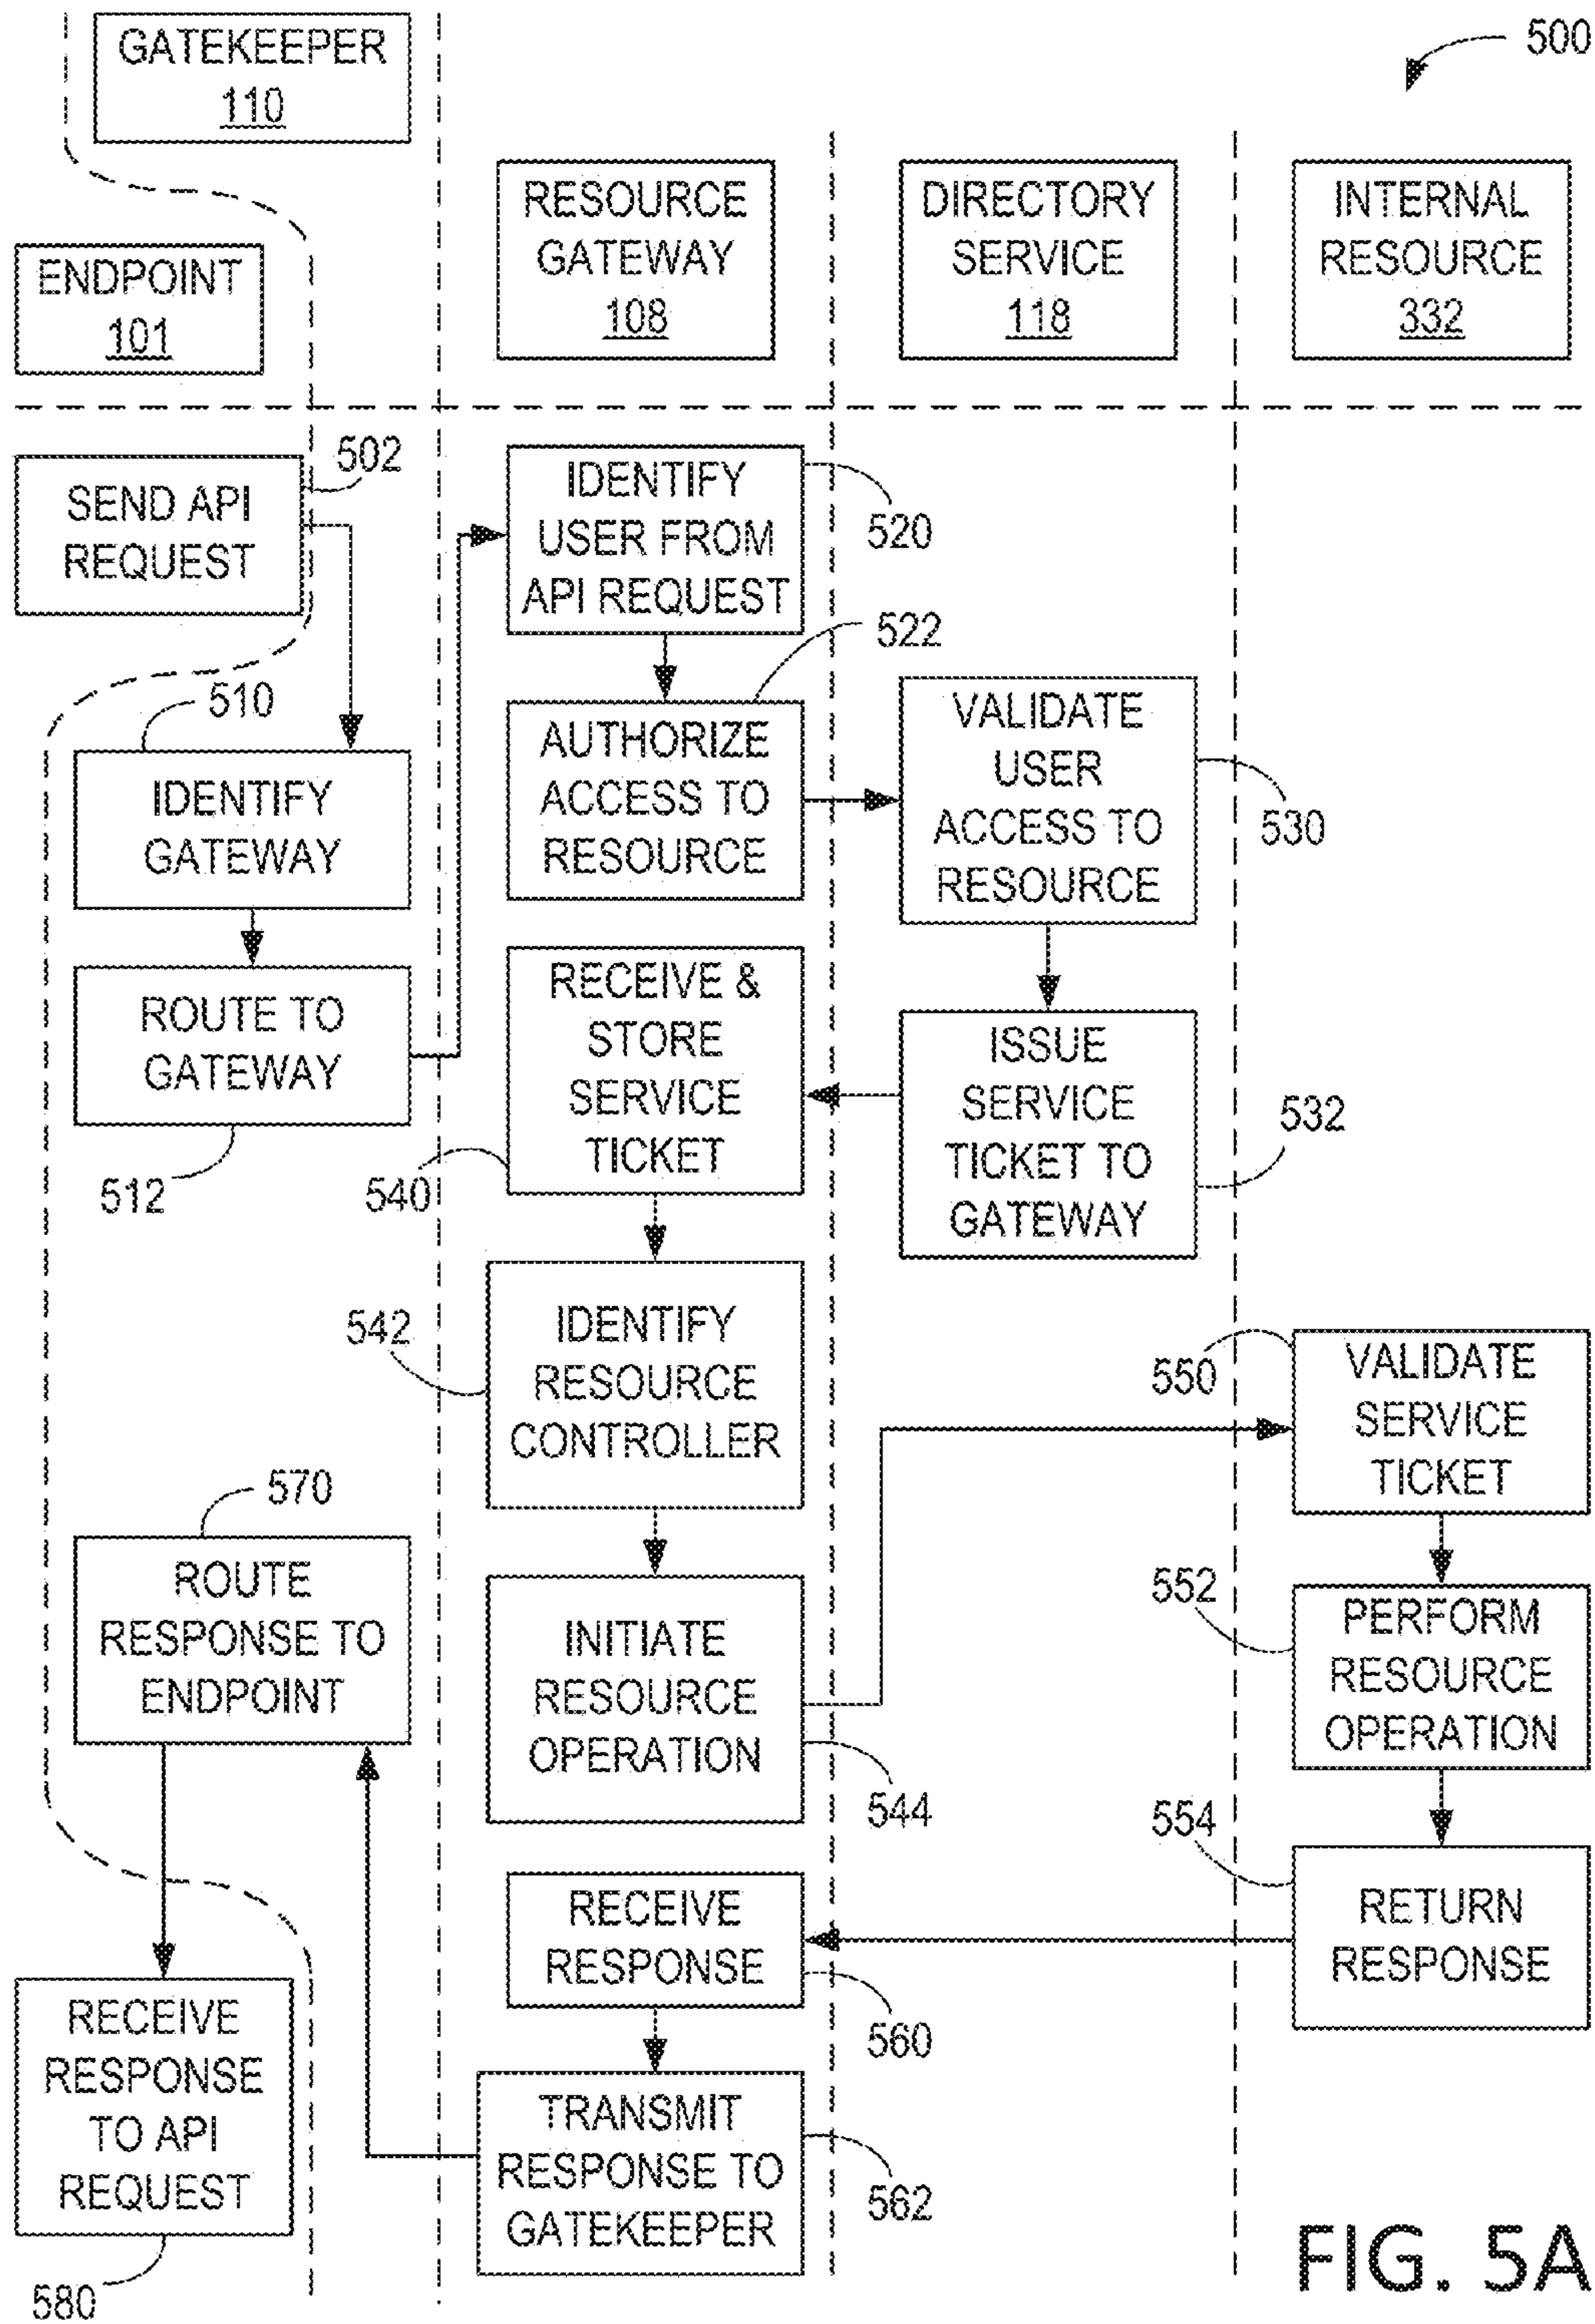 GATEKEEPER
110
500
RESOURCE
GATEWAY
108
DIRECTORY
SERVICE
118
INTERNAL
RESOURCE
332
ENDPOINT
101
502
SEND API
REQUEST
510
IDENTIFY
GATEWAY
ROUTE TO
GATEWAY
512
IDENTIFY
USER FROM
API REQUEST
520
522
AUTHORIZE
ACCESS TO
RESOURCE
VALIDATE
USER
ACCESS TO
RESOURCE
530
ISSUE
SERVICE
TICKET TO
GATEWAY
532
RECEIVE &
STORE
SERVICE
TICKET
540
542
IDENTIFY
RESOURCE
CONTROLLER
INITIATE
RESOURCE
OPERATION
544
550
VALIDATE
SERVICE
TICKET
552
PERFORM
RESOURCE
OPERATION
554
RETURN
RESPONSE
RECEIVE
RESPONSE
560
TRANSMIT
RESPONSE TO
GATEKEEPER
562
570
ROUTE
RESPONSE TO
ENDPOINT
RECEIVE
RESPONSE
TO API
REQUEST
580
FIG. 5A